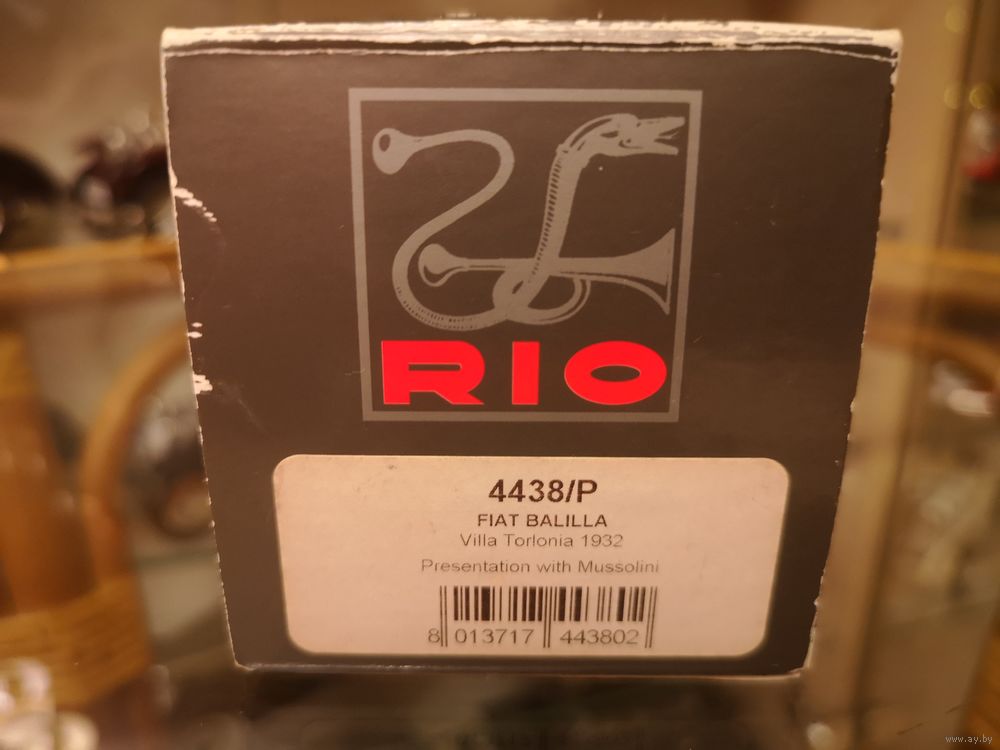 RIO
4438/P
FIAT BALILLA
Villa Torlonia 1932
Presentation with Mussolini
8 013717 443802
www.ay.by